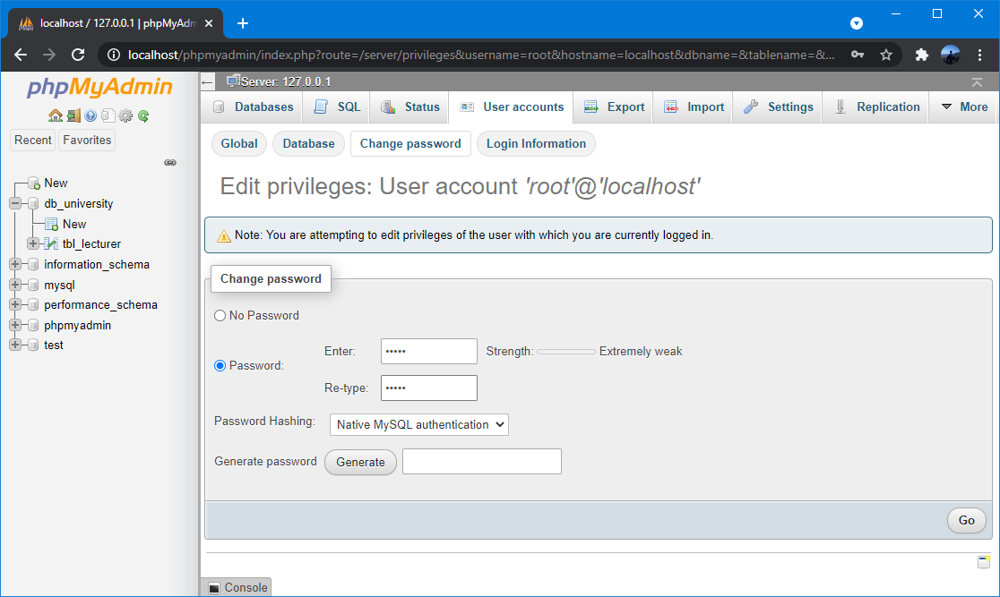 localhost / 127.0.0.1 | phpMyAdm
localhost/phpmyadmin/index.php?route=/server/privileges&username=root&hostname=localhost&dbname=&tablename=&...
phpMyAdmin
Recent Favorites
New
db_university
New
tbl_lecturer
information_schema
mysql
performance_schema
phpmyadmin
test
Server: 127.0.0.1
Databases SQL Status User accounts Export Import Settings Replication More
Global Database Change password Login Information
Edit privileges: User account 'root'@'localhost'
Note: You are attempting to edit privileges of the user with which you are currently logged in.
Change password
No Password
Password:
Enter: ••••• Strength: Extremely weak
Re-type: •••••
Password Hashing: Native MySQL authentication
Generate password Generate
Go
Console